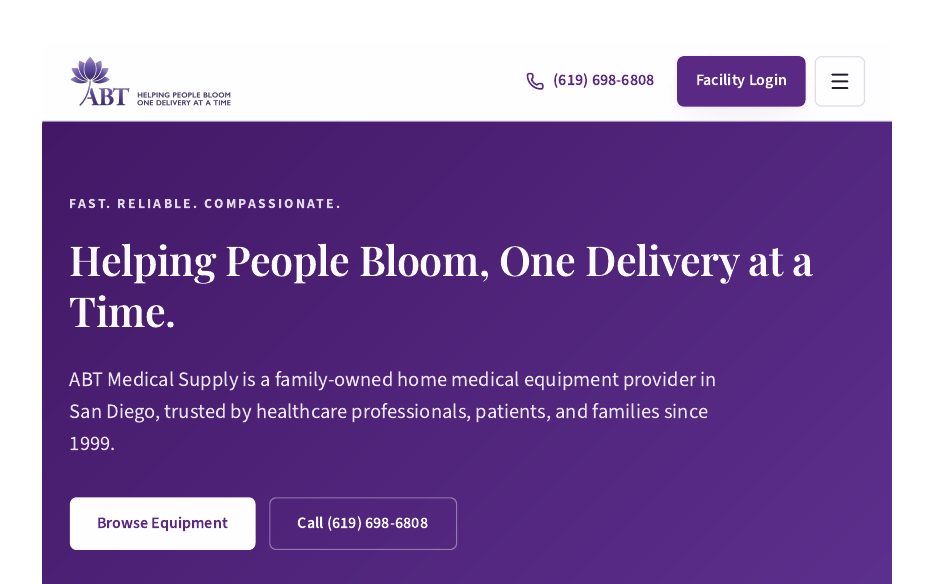 ABT
HELPING PEOPLE BLOOM
ONE DELIVERY AT A TIME
(619) 698-6808
Facility Login
FAST. RELIABLE. COMPASSIONATE.
Helping People Bloom, One Delivery at a
Time.
ABT Medical Supply is a family-owned home medical equipment provider in
San Diego, trusted by healthcare professionals, patients, and families since
1999.
Browse Equipment
Call (619) 698-6808